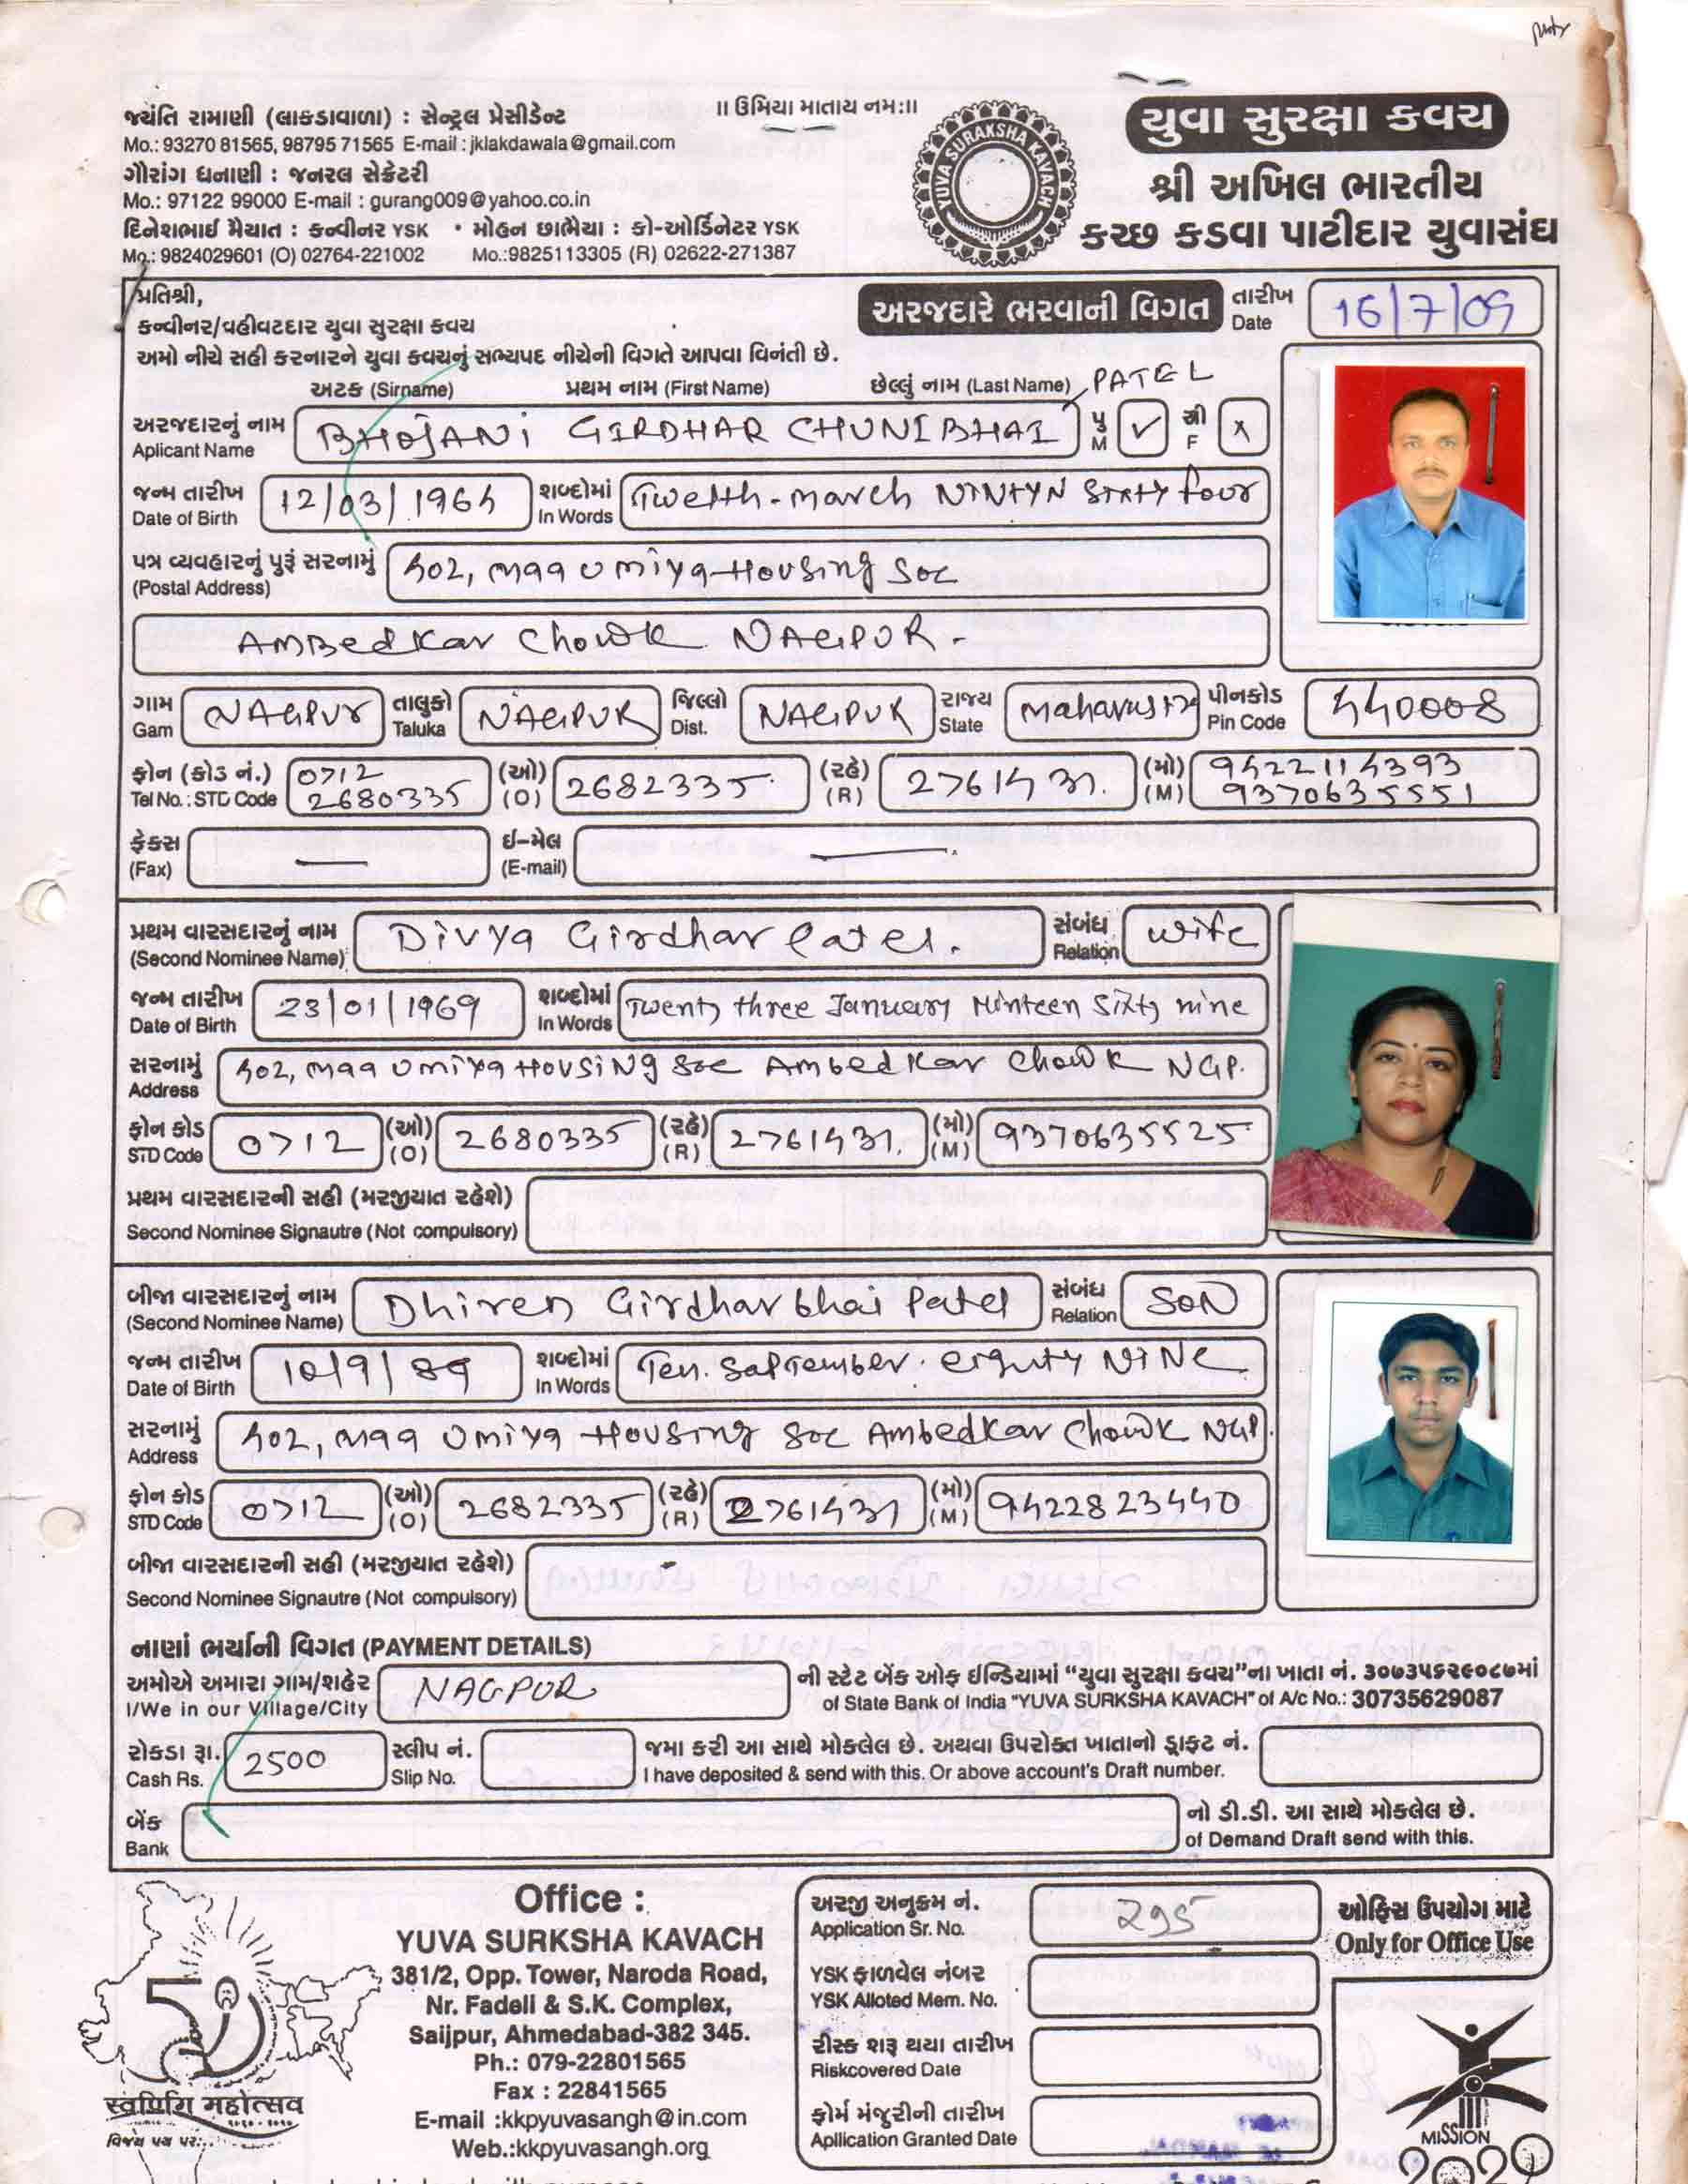 જયંતિ રામાણી (લાકડાવાળા) : સેન્ટ્રલ પ્રેસીડેન્ટ
Mo.: 93270 81565, 98795 71565 E-mail : jklakdawala@gmail.com
ગૌરાંગ ધનાણી : જનરલ સેક્રેટરી
Mo.: 97122 99000 E-mail : gurang009@yahoo.co.in
દિનેશભાઈ મૈયાત : કન્વીનર YSK • મોહન છાભૈયા : કો-ઓર્ડિનેટર YSK
Mo.: 9824029601 (O) 02764-221002 Mo.:9825113305 (R) 02622-271387
॥ ઉમિયા માતાય નમઃ॥
YUVA SURAKSHA KAVACH
યુવા સુરક્ષા કવચ
શ્રી અખિલ ભારતીય
કચ્છ કડવા પાટીદાર યુવાસંઘ
પ્રતિશ્રી,
કન્વીનર/વહીવટદાર યુવા સુરક્ષા કવચ
અમો નીચે સહી કરનારને યુવા કવચનું સભ્યપદ નીચેની વિગતે આપવા વિનંતી છે.
અરજદારે ભરવાની વિગત
તારીખ Date 16/7/09
અટક (Sirname) પ્રથમ નામ (First Name) છેલ્લું નામ (Last Name) PATEL
અરજદારનું નામ BHOJANI GIRDHAR CHUNIBHAI પુ M ✓ સ્ત્રી F x
Aplicant Name
જન્મ તારીખ 12/03/1964 શબ્દોમાં Twelth-march NINTYN SIXTY four
Date of Birth In Words
પત્ર વ્યવહારનું પુરૂં સરનામું 402, maa Umiya Housing Soc
(Postal Address)
AMBedkar Chowk NAGPUR.
ગામ NAGPUR તાલુકો NAGPUR જિલ્લો NAGPUR રાજ્ય પીનકોડ 440008
Gam Taluka Dist. State Pin Code
ફોન (કોડ નં.) 0712 2680335 (ઓ) 2682335 (રહે) 2761431 (મો) 9422114393 9370635551
Tel No. : STD Code (O) (R) (M)
ફેકસ — ઈ-મેલ —
(Fax) (E-mail)
પ્રથમ વારસદારનું નામ Divya Girdhar Patel. સંબંધ wife
(Second Nominee Name) Relation
જન્મ તારીખ 23/01/1969 શબ્દોમાં Twenty three January Ninteen Sixty nine
Date of Birth In Words
સરનામું 402, maa Umiya Housing Soc Ambedkar Chowk NGP.
Address
ફોન કોડ 0712 (ઓ) 2680335 (રહે) 2761431. (મો) 9370635525
STD Code (O) (R) (M)
પ્રથમ વારસદારની સહી (મરજીયાત રહેશે)
Second Nominee Signautre (Not compulsory)
બીજા વારસદારનું નામ Dhiren Girdharbhai Patel સંબંધ SON
(Second Nominee Name) Relation
જન્મ તારીખ 10/9/89 શબ્દોમાં Ten. September. NINE
Date of Birth In Words
સરનામું 402, maa Umiya Housing Soc Ambedkar Chowk NGP.
Address
ફોન કોડ 0712 (ઓ) 2682335 (રહે) 2761431 (મો) 9422823440
STD Code (O) (R) (M)
બીજા વારસદારની સહી (મરજીયાત રહેશે)
Second Nominee Signautre (Not compulsory)
નાણાં ભર્યાની વિગત (PAYMENT DETAILS)
અમોએ અમારા ગામ/શહેર NAGPUR ની સ્ટેટ બેંક ઓફ ઈન્ડિયામાં “યુવા સુરક્ષા કવચ”ના ખાતા નં. ૩૦૭૩૫૬૨૯૦૮૭માં
I/We in our Village/City of State Bank of India "YUVA SURKSHA KAVACH" of A/c No.: 30735629087
રોકડા રૂા. 2500 સ્લીપ નં. જમા કરી આ સાથે મોકલેલ છે. અથવા ઉપરોક્ત ખાતાનો ડ્રાફટ નં.
Cash Rs. Slip No. I have deposited & send with this. Or above account's Draft number.
બેંક નો ડી.ડી. આ સાથે મોકલેલ છે.
Bank of Demand Draft send with this.
50
स्वर्णिम महोत्सव
Office :
YUVA SURKSHA KAVACH
381/2, Opp. Tower, Naroda Road,
Nr. Fadeli & S.K. Complex,
Saijpur, Ahmedabad-382 345.
Ph.: 079-22801565
Fax : 22841565
E-mail :kkpyuvasangh@in.com
Web.:kkpyuvasangh.org
અરજી અનુક્રમ નં. 295
Application Sr. No.
YSK ફાળવેલ નંબર
YSK Alloted Mem. No.
રીસ્ક શરૂ થયા તારીખ
Riskcovered Date
ફોર્મ મંજુરીની તારીખ
Apllication Granted Date
ઓફિસ ઉપયોગ માટે
Only for Office Use
MISSION
2020